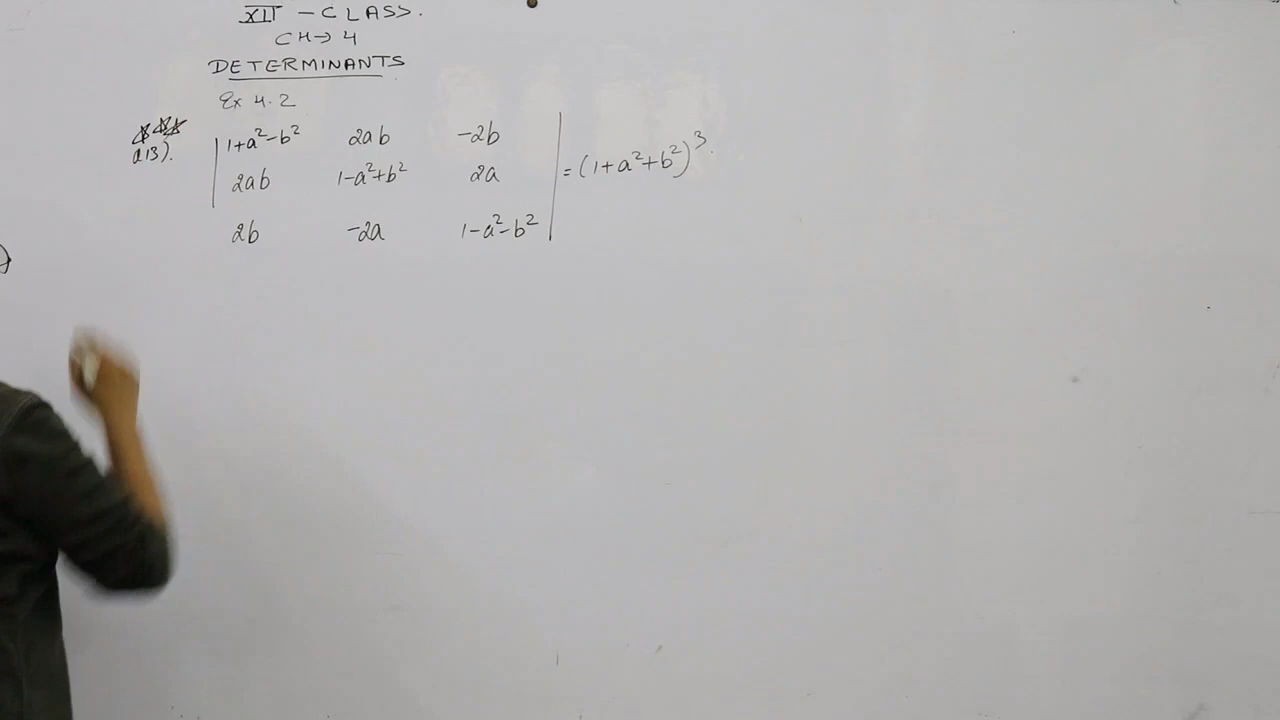 XII - CLASS.
CH → 4
DETERMINANTS
Ex 4.2
Q13).
1+a²-b² 2ab -2b
2ab 1-a²+b² 2a = (1+a²+b²)³.
2b -2a 1-a²-b²